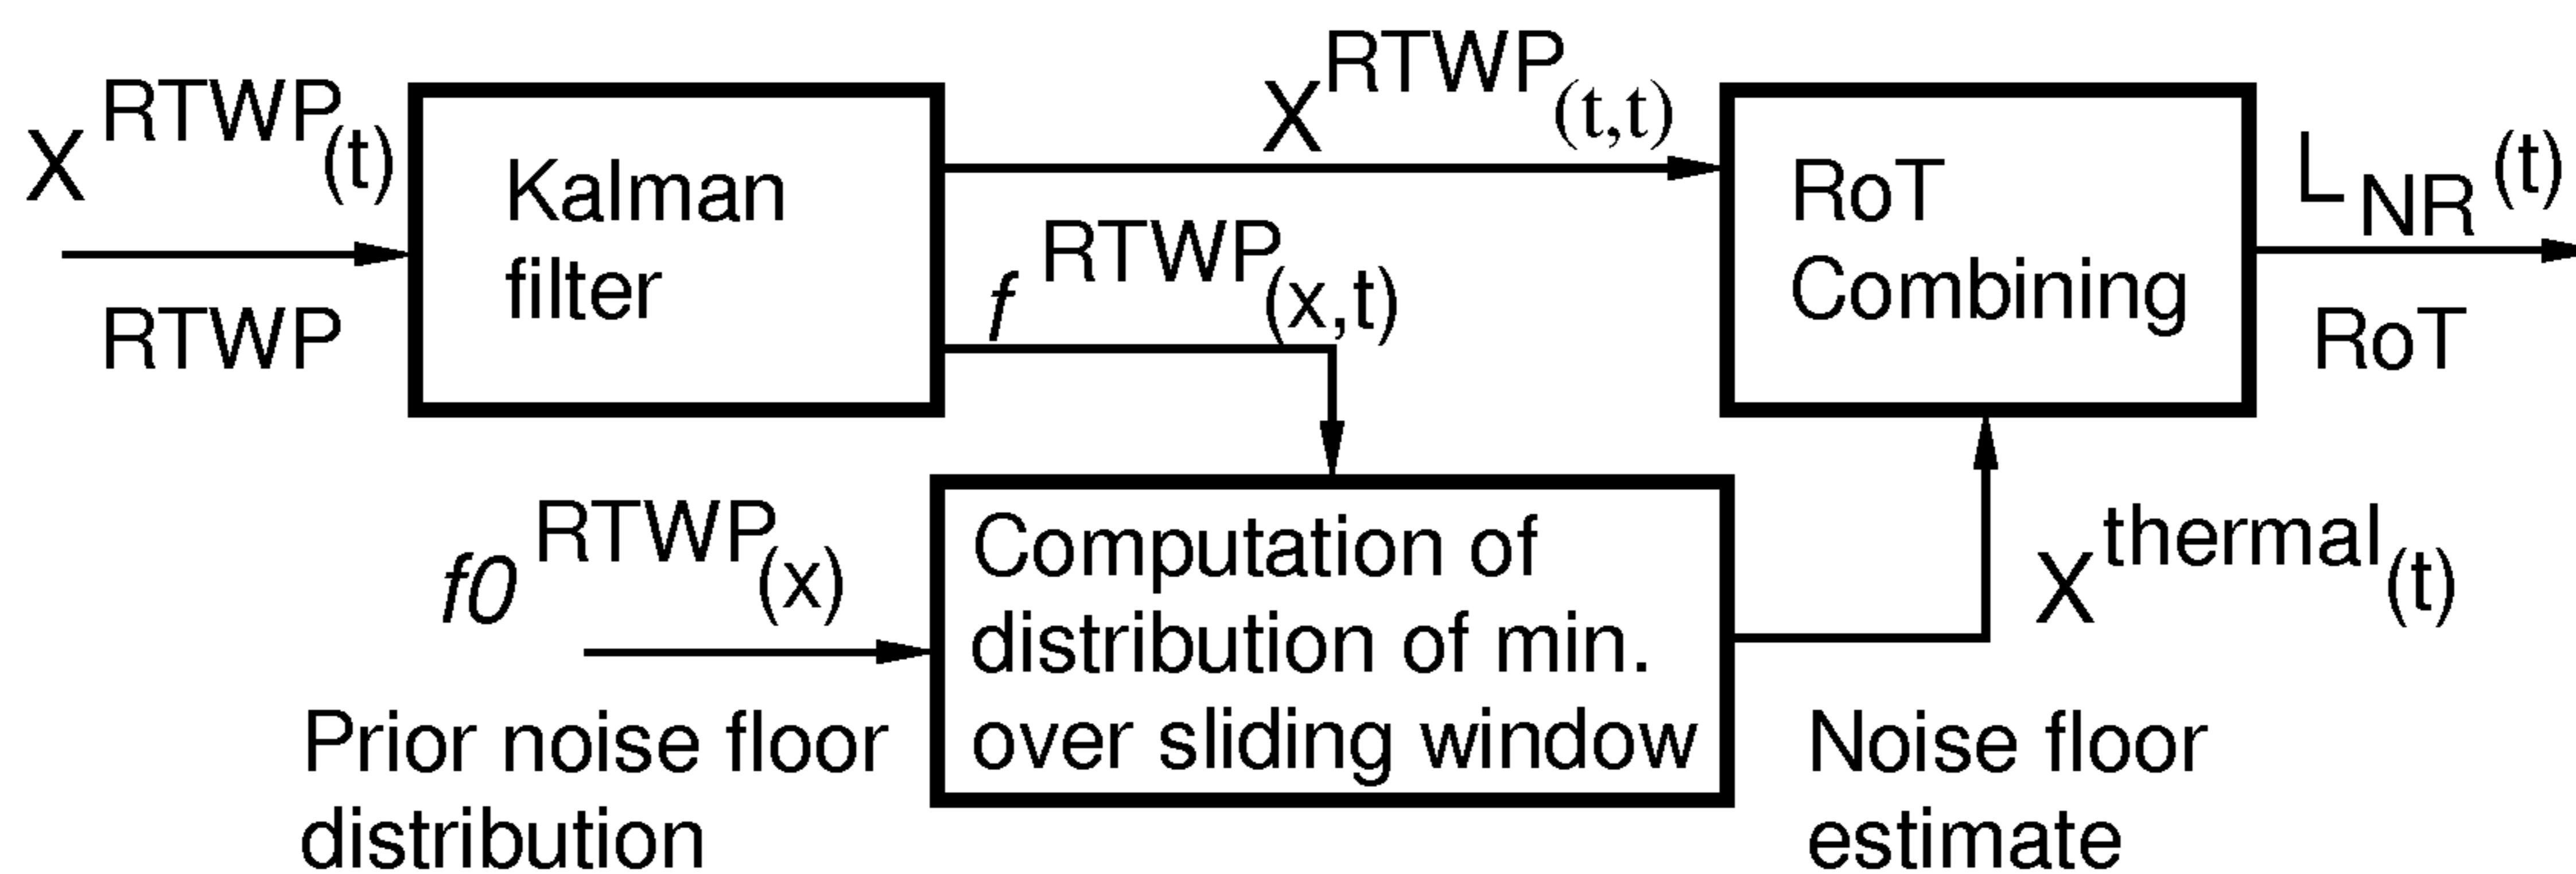 X RTWP(t)
RTWP
Kalman
filter
X RTWP(t,t)
f RTWP(x,t)
RoT
Combining
L NR (t)
RoT
f0 RTWP(x)
Prior noise floor
distribution
Computation of
distribution of min.
over sliding window
X thermal(t)
Noise floor
estimate